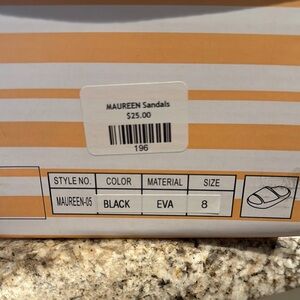 MAUREEN Sandals
$25.00
196
STYLE NO. COLOR MATERIAL SIZE
MAUREEN-05 BLACK EVA 8